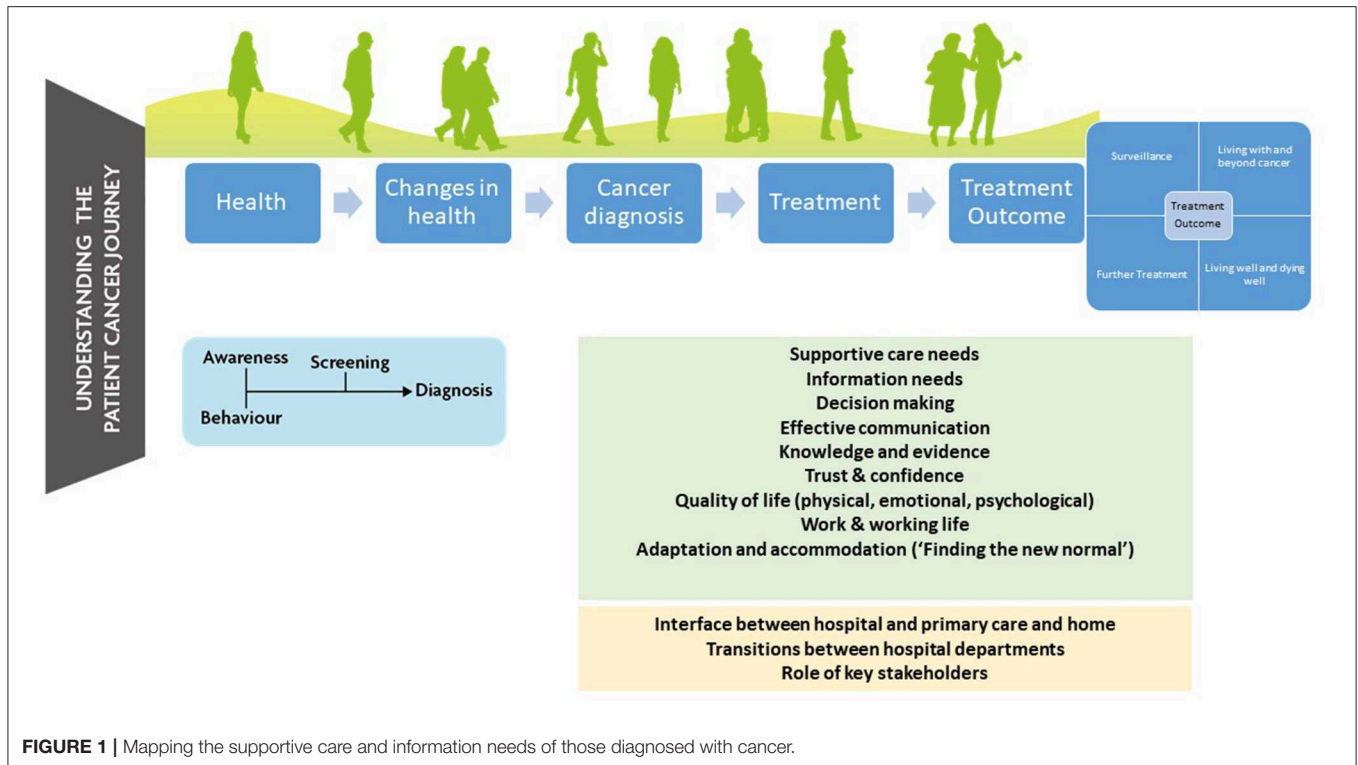 UNDERSTANDING THE
PATIENT CANCER JOURNEY
Health
Changes in
health
Cancer
diagnosis
Treatment
Treatment
Outcome
Surveillance
Living with and
beyond cancer
Treatment
Outcome
Further Treatment
Living well and dying
well
Awareness
Screening
Diagnosis
Behaviour
Supportive care needs
Information needs
Decision making
Effective communication
Knowledge and evidence
Trust & confidence
Quality of life (physical, emotional, psychological)
Work & working life
Adaptation and accommodation (‘Finding the new normal’)
Interface between hospital and primary care and home
Transitions between hospital departments
Role of key stakeholders
FIGURE 1 | Mapping the supportive care and information needs of those diagnosed with cancer.